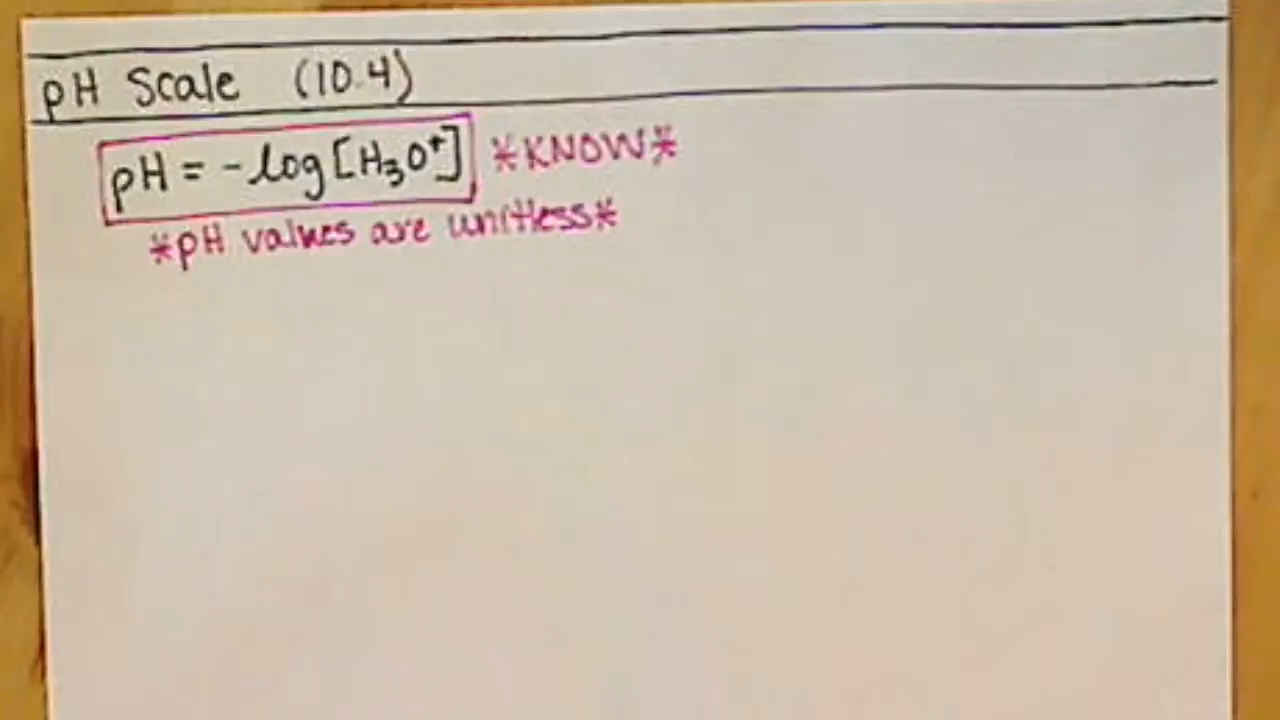 pH Scale (10.4)
pH = -log[H₃O⁺] *KNOW*
*pH values are unitless*